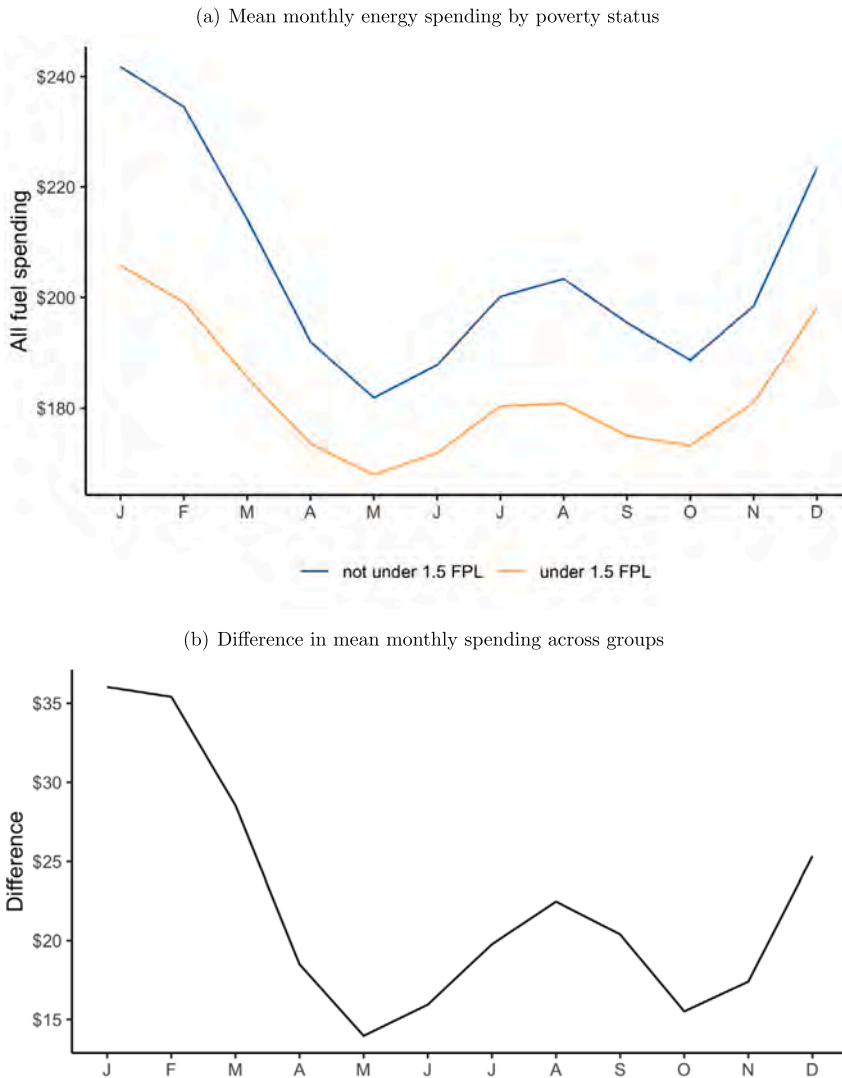 (a) Mean monthly energy spending by poverty status
$240
$220
$200
$180
All fuel spending
J F M A M J J A S O N D
not under 1.5 FPL under 1.5 FPL
(b) Difference in mean monthly spending across groups
$35
$30
$25
$20
$15
Difference
J F M A M J J A S O N D